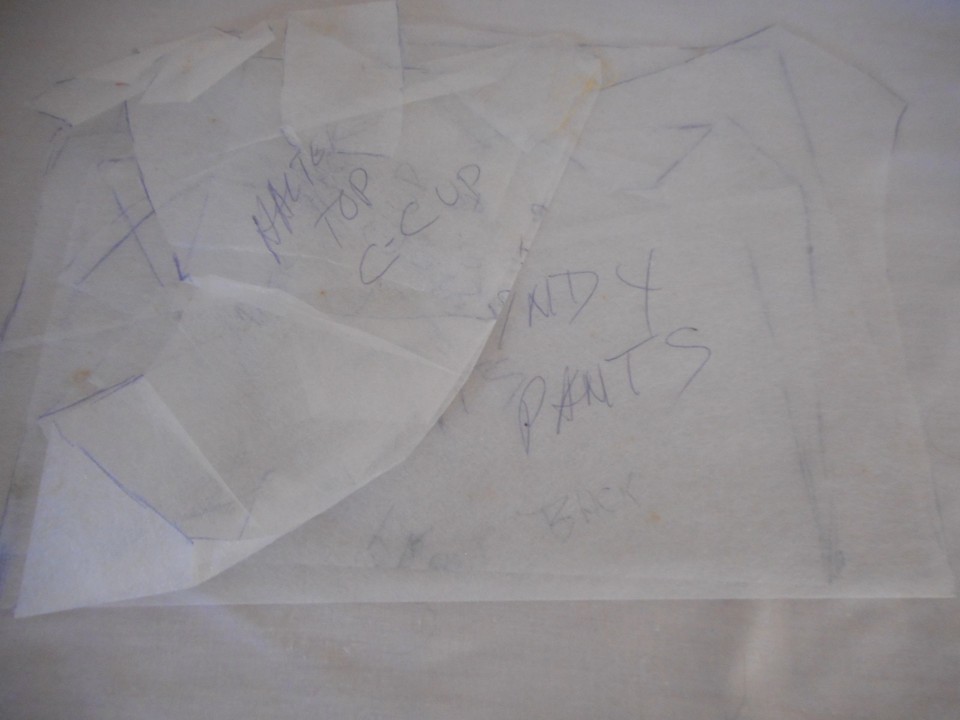 HALTER
TOP
C-CUP
PANTS
BACK